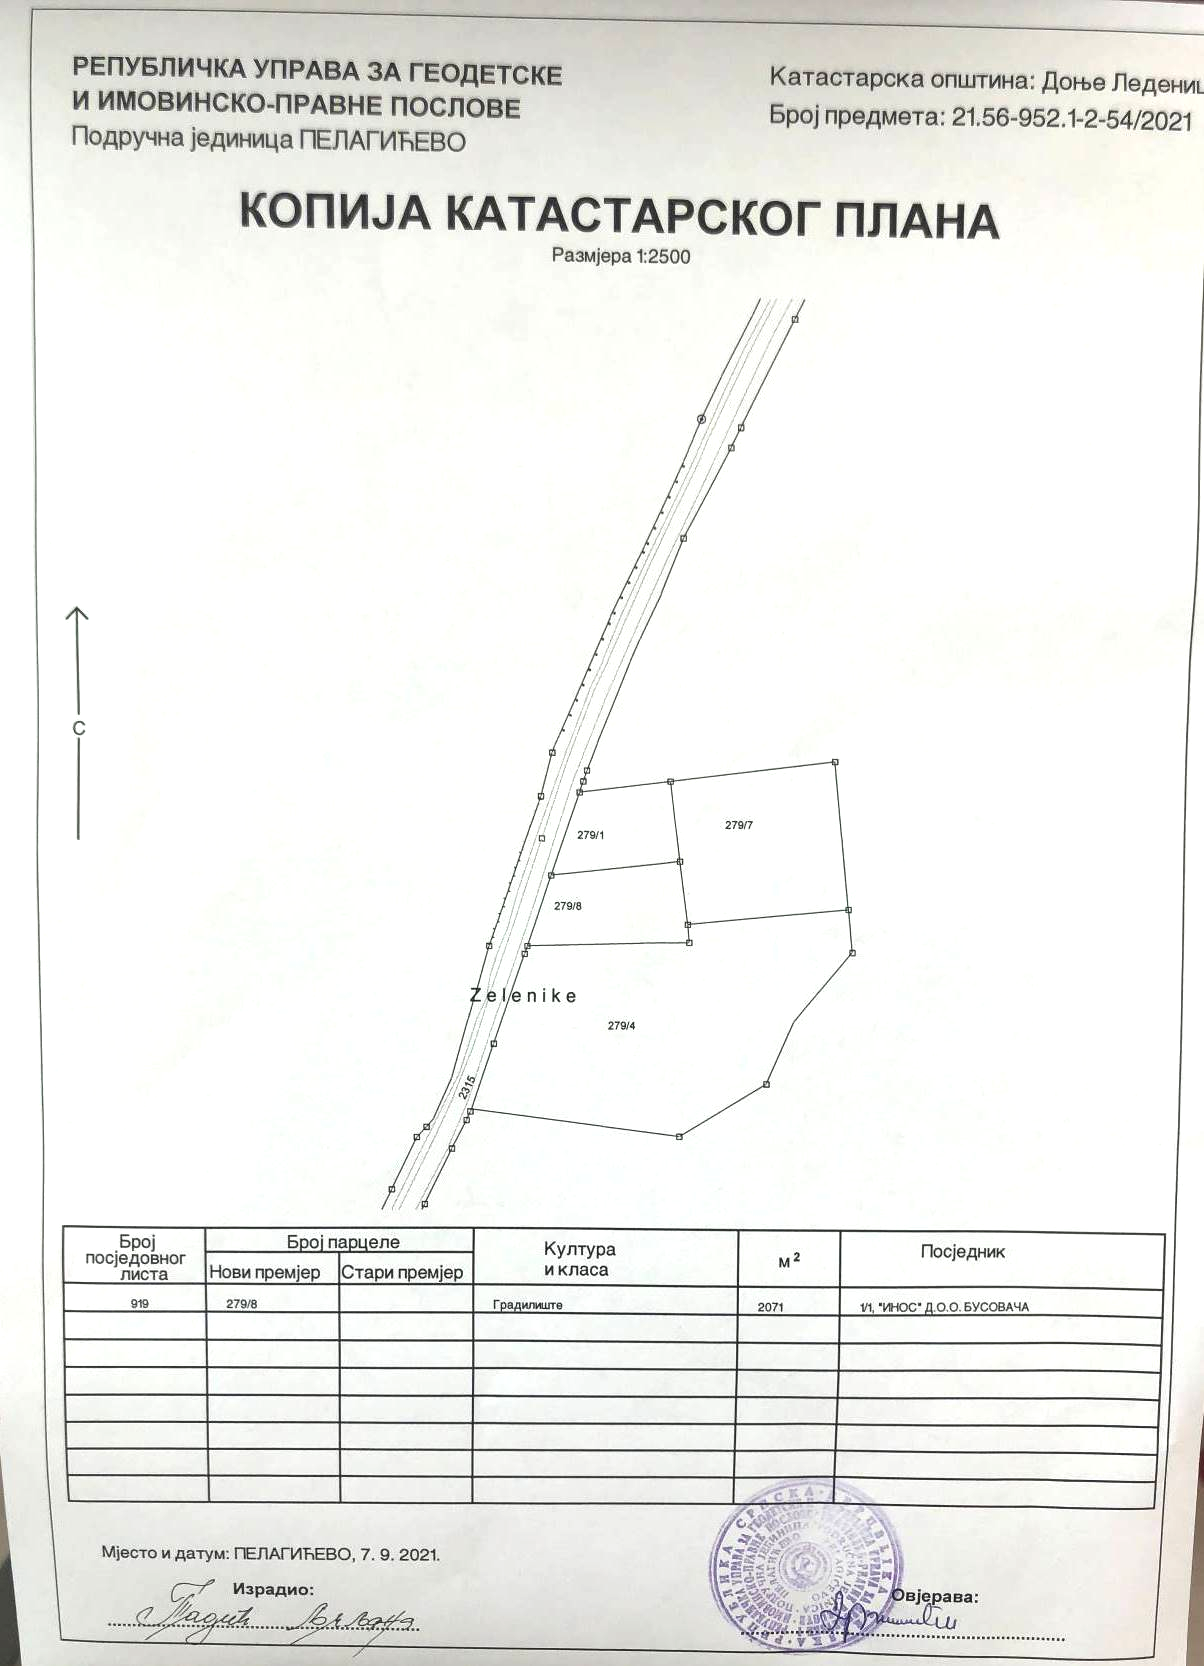 РЕПУБЛИЧКА УПРАВА ЗА ГЕОДЕТСКЕ
И ИМОВИНСКО-ПРАВНЕ ПОСЛОВЕ
Подручна јединица ПЕЛАГИЋЕВО
Катастарска општина: Доње Ледениц
Број предмета: 21.56-952.1-2-54/2021
КОПИЈА КАТАСТАРСКОГ ПЛАНА
Размјера 1:2500
С
279/1
279/7
279/8
Zelenike
279/4
2315
Број посједовног листа
Број парцеле
Нови премјер
Стари премјер
Култура и класа
м²
Посједник
919 279/8 Градилиште 2071 1/1, "ИНОС" Д.О.О. БУСОВАЧА
Мјесто и датум: ПЕЛАГИЋЕВО, 7. 9. 2021.
Израдио:
Овјерава: